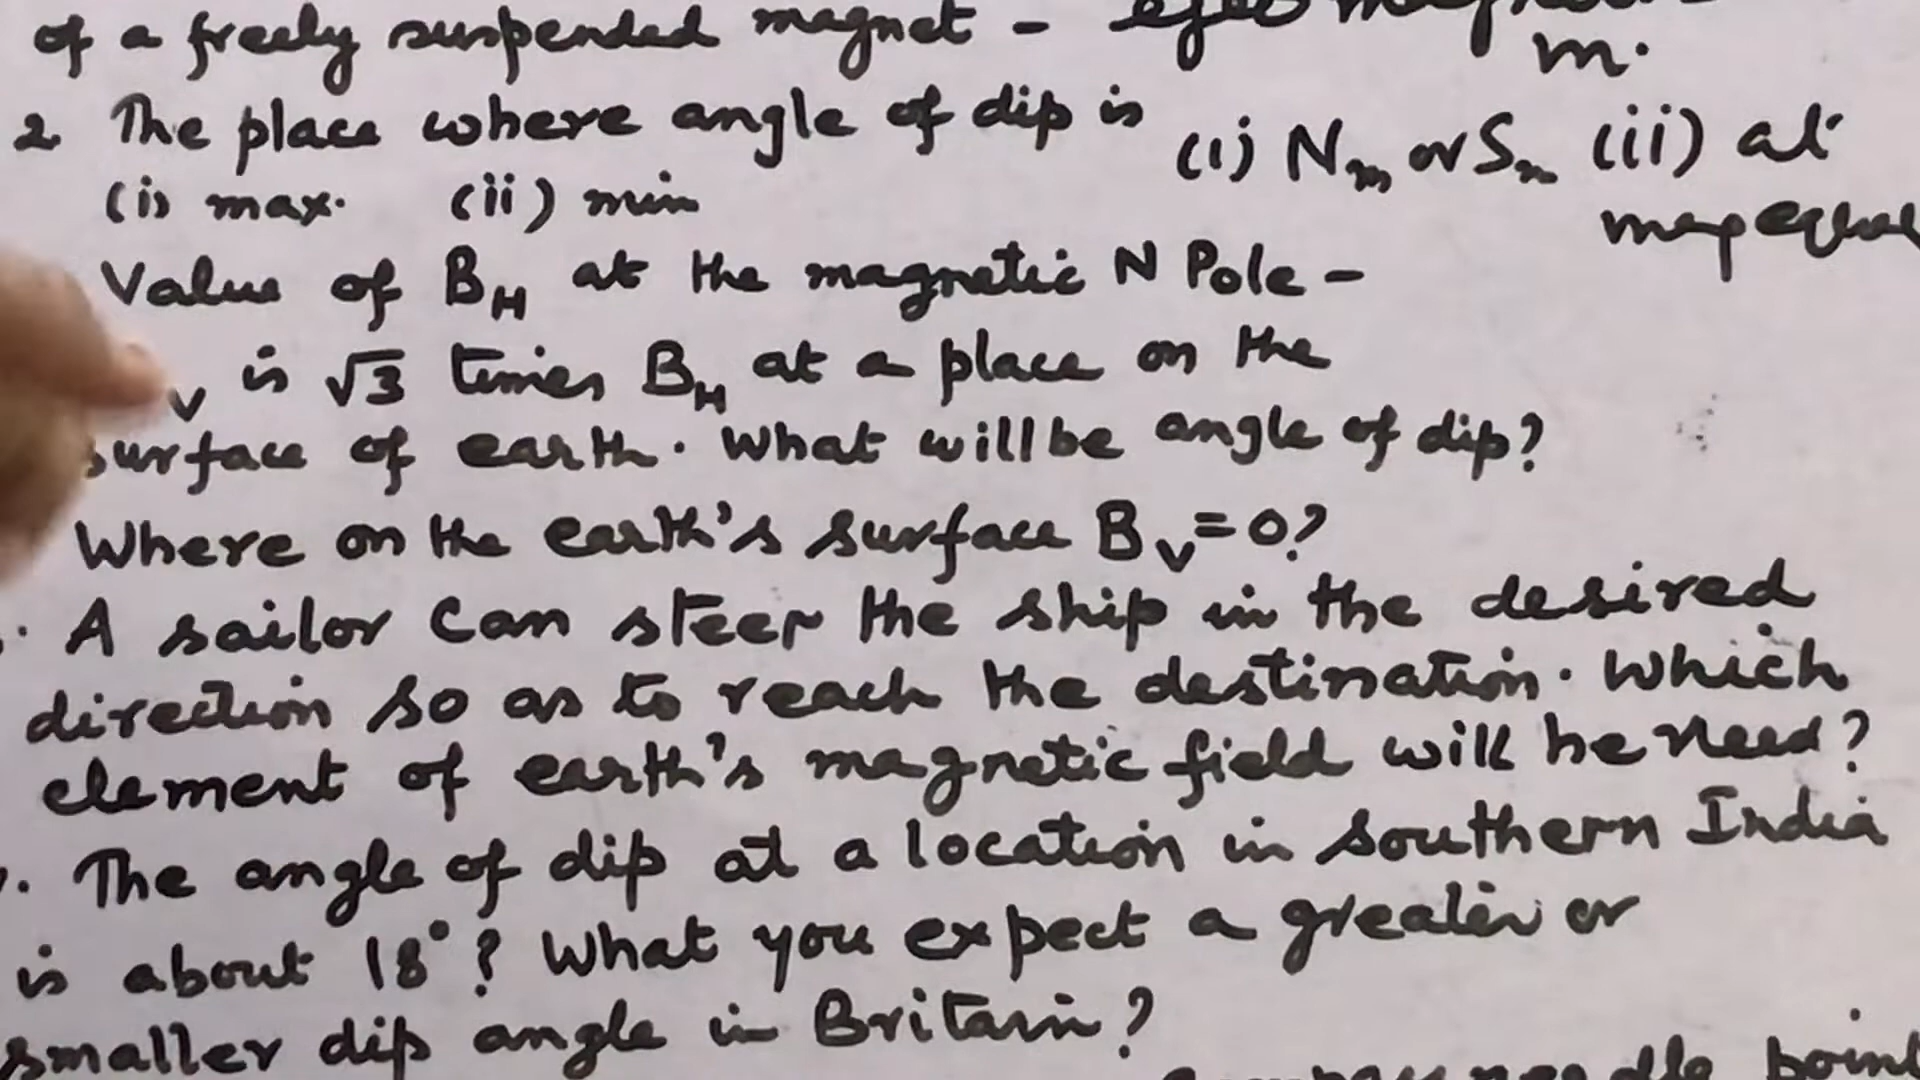 of a freely suspended magnet -
m.
2. The place where angle of dip is
(i) max. (ii) min
(i) Nm or Sm (ii) at
Value of BH at the magnetic N Pole -
V is √3 times BH at a place on the
surface of earth. What will be angle of dip?
Where on the earth's surface BV=0?
. A sailor can steer the ship in the desired
direction so as to reach the destination. Which
element of earth's magnetic field will he need?
. The angle of dip at a location in southern India
is about 18°? What you expect a greater or
smaller dip angle in Britain?